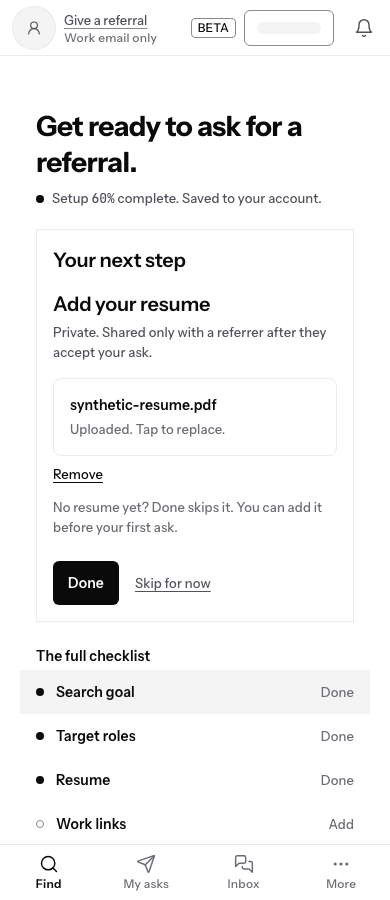 Give a referral
Work email only
BETA
Get ready to ask for a
referral.
Setup 60% complete. Saved to your account.
Your next step
Add your resume
Private. Shared only with a referrer after they
accept your ask.
synthetic-resume.pdf
Uploaded. Tap to replace.
Remove
No resume yet? Done skips it. You can add it
before your first ask.
Done
Skip for now
The full checklist
Search goal Done
Target roles Done
Resume Done
Work links Add
Find My asks Inbox More